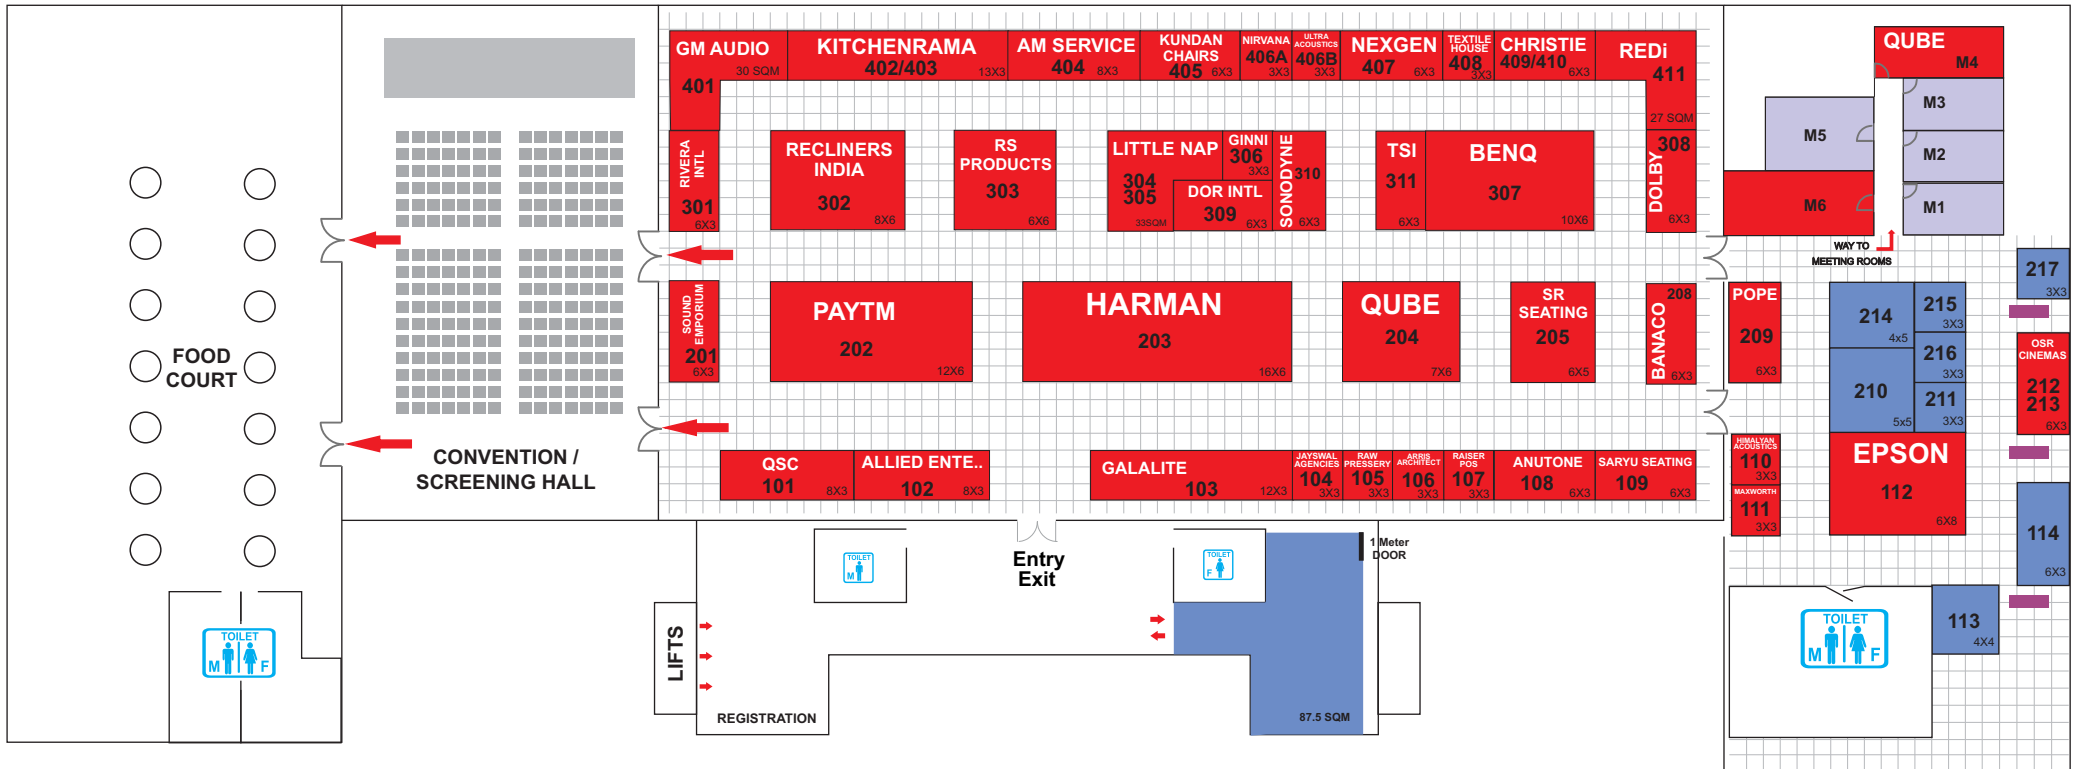 GM AUDIO
30 SQM
401
KITCHENRAMA
402/403
13X3
AM SERVICE
404 8X3
KUNDAN
CHAIRS
405 6X3
NIRVANA
406A
3X3
ULTRA
ACOUSTICS
406B
3X3
NEXGEN
407 6X3
TEXTILE
HOUSE
408
3X3
CHRISTIE
409/410
6X3
REDi
411
27 SQM
QUBE
M4
M3
M5
M2
M6
M1
WAY TO
MEETING ROOMS
RIVERA
INTL
301
6X3
RECLINERS
INDIA
302
8X6
RS
PRODUCTS
303
6X6
LITTLE NAP
304
305
33SQM
GINNI
306
3X3
DOR INTL
309
6X3
SONODYNE
310
6X3
TSI
311
6X3
BENQ
307
10X6
308
DOLBY
6X3
SOUND
EMPORIUM
201
6X3
PAYTM
202
12X6
HARMAN
203
16X6
QUBE
204
7X6
SR
SEATING
205
6X5
208
BANACO
6X3
POPE
209
6X3
214
4x5
215
3X3
216
3X3
210
5x5
211
3X3
217
3X3
OSR
CINEMAS
212
213
6X3
FOOD
COURT
CONVENTION /
SCREENING HALL
QSC
101
8X3
ALLIED ENTE..
102
8X3
GALALITE
103
12X3
JAYSWAL
AGENCIES
104
3X3
RAW
PRESSERY
105
3X3
ARRIS
ARCHITECT
106
3X3
RAISER
POS
107
3X3
ANUTONE
108
6X3
SARYU SEATING
109
6X3
HIMALYAN
ACOUSTICS
110
3X3
MAXWORTH
111
3X3
EPSON
112
6X8
114
6X3
113
4X4
Entry
Exit
1 Meter
DOOR
TOILET
M
TOILET
F
TOILET
M F
TOILET
M F
LIFTS
REGISTRATION
87.5 SQM